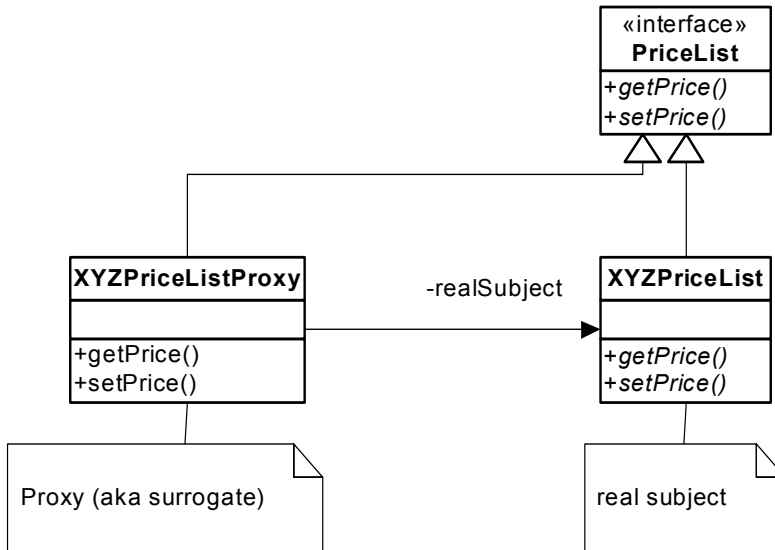 «interface»
PriceList
+getPrice()
+setPrice()
XYZPriceListProxy
+getPrice()
+setPrice()
-realSubject
XYZPriceList
+getPrice()
+setPrice()
Proxy (aka surrogate)
real subject